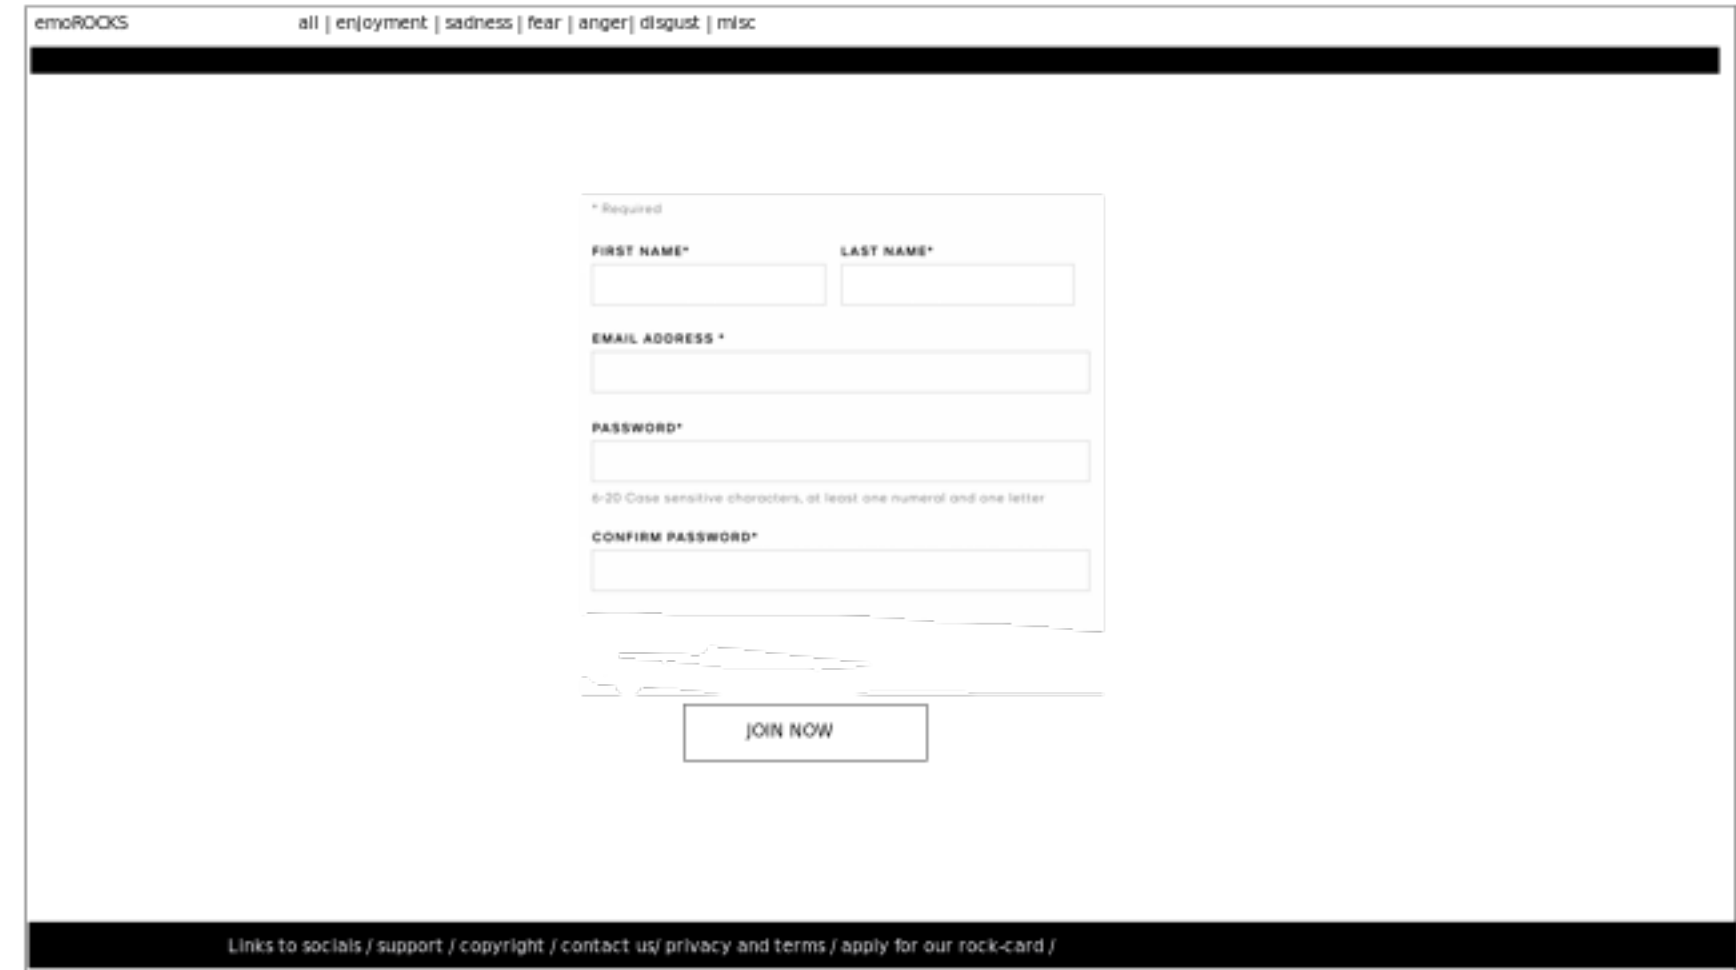 emoROCKS all | enjoyment | sadness | fear | anger| disgust | misc
* Required
FIRST NAME* LAST NAME*
EMAIL ADDRESS *
PASSWORD*
6-20 Case sensitive characters, at least one numeral and one letter
CONFIRM PASSWORD*
JOIN NOW
Links to socials / support / copyright / contact us/ privacy and terms / apply for our rock-card /